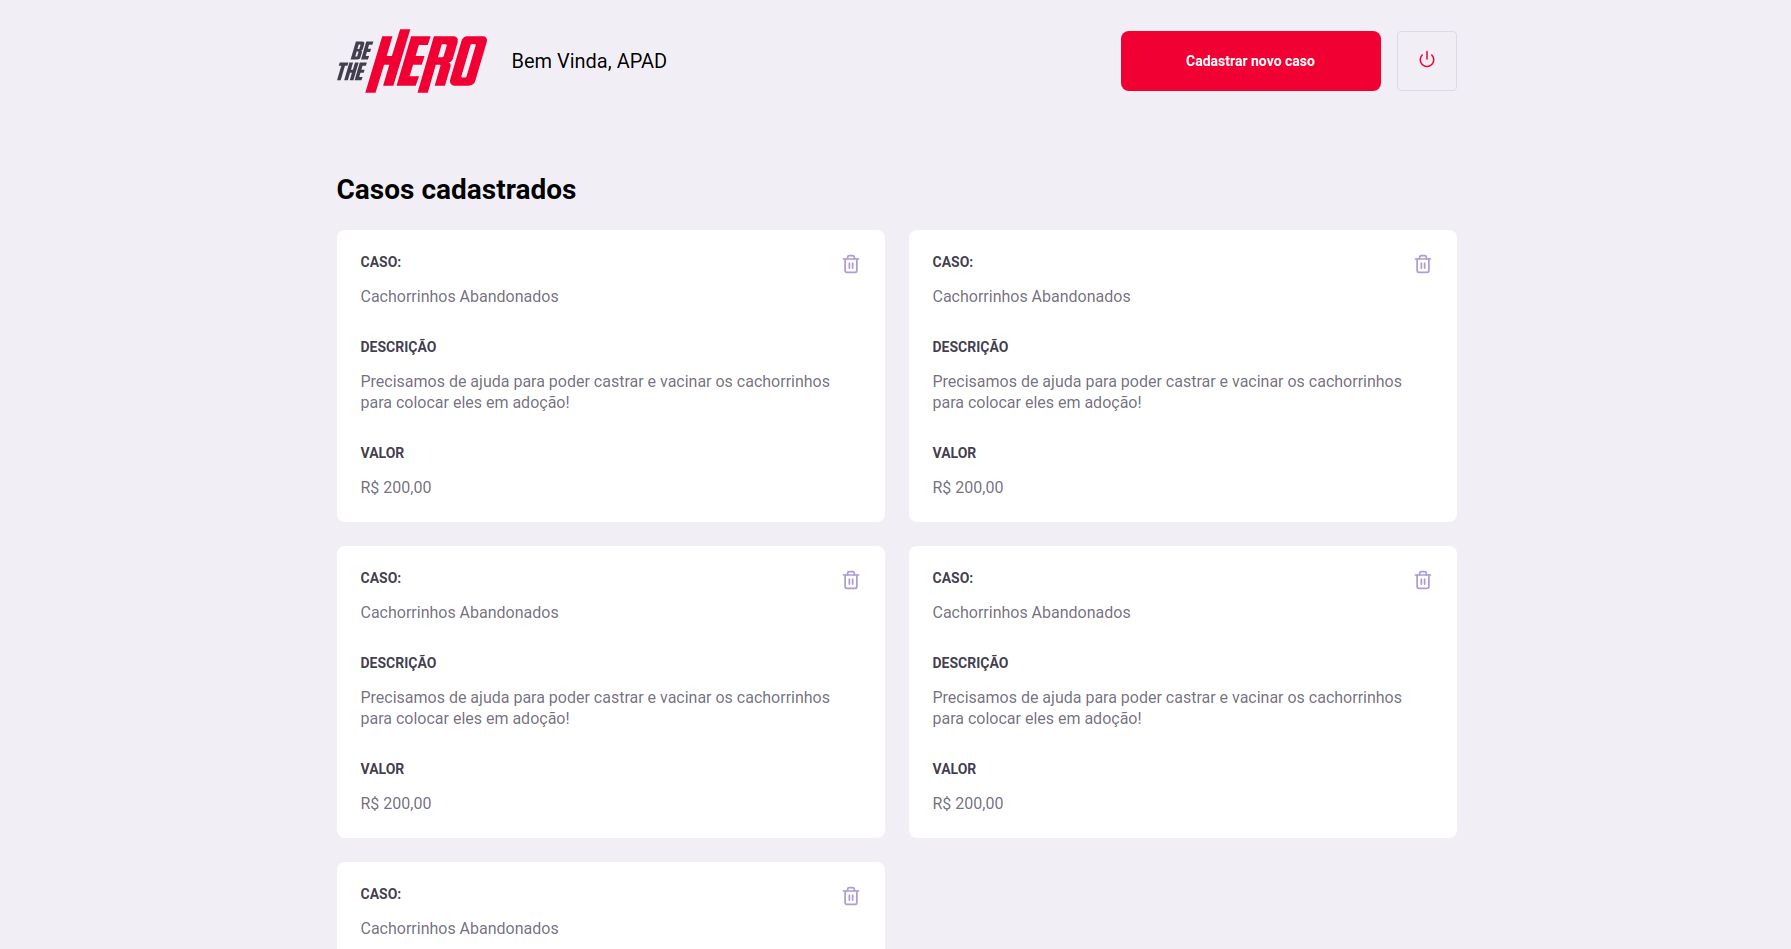 BE THE HERO
Bem Vinda, APAD
Cadastrar novo caso
Casos cadastrados
CASO:
Cachorrinhos Abandonados
DESCRIÇÃO
Precisamos de ajuda para poder castrar e vacinar os cachorrinhos
para colocar eles em adoção!
VALOR
R$ 200,00
CASO:
Cachorrinhos Abandonados
DESCRIÇÃO
Precisamos de ajuda para poder castrar e vacinar os cachorrinhos
para colocar eles em adoção!
VALOR
R$ 200,00
CASO:
Cachorrinhos Abandonados
DESCRIÇÃO
Precisamos de ajuda para poder castrar e vacinar os cachorrinhos
para colocar eles em adoção!
VALOR
R$ 200,00
CASO:
Cachorrinhos Abandonados
DESCRIÇÃO
Precisamos de ajuda para poder castrar e vacinar os cachorrinhos
para colocar eles em adoção!
VALOR
R$ 200,00
CASO:
Cachorrinhos Abandonados